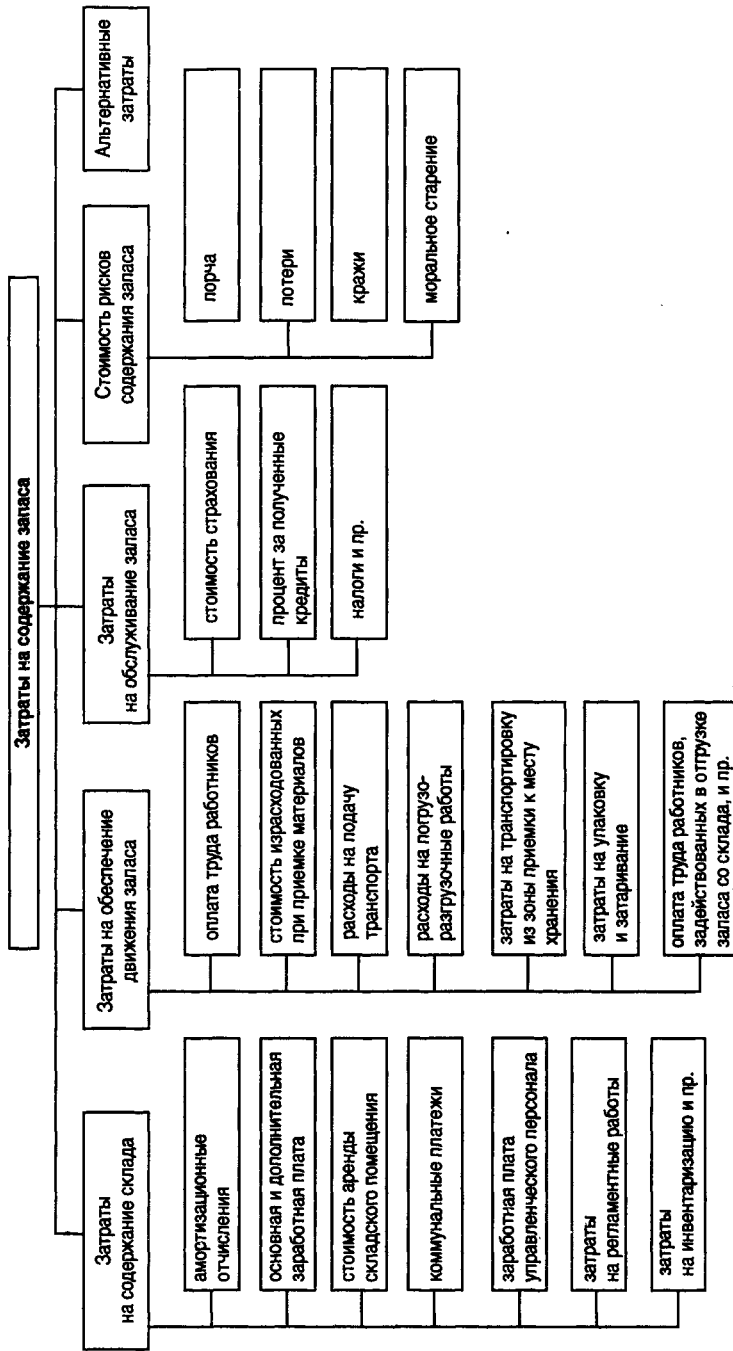 Затраты на содержание запаса
Затраты
на содержание склада
амортизационные
отчисления
основная и дополнительная
заработная плата
стоимость аренды
складского помещения
коммунальные платежи
заработная плата
управленческого персонала
затраты
на регламентные работы
затраты
на инвентаризацию и пр.
Затраты на обеспечение
движения запаса
оплата труда работников
стоимость израсходованных
при приемке материалов
расходы на подачу
транспорта
расходы на погрузо-
разгрузочные работы
затраты на транспортировку
из зоны приемки к месту
хранения
затраты на упаковку
и затаривание
оплата труда работников,
задействованных в отгрузке
запаса со склада, и пр.
Затраты
на обслуживание запаса
стоимость страхования
процент за полученные
кредиты
налоги и пр.
Стоимость рисков
содержания запаса
порча
потери
кражи
моральное старение
Альтернативные
затраты